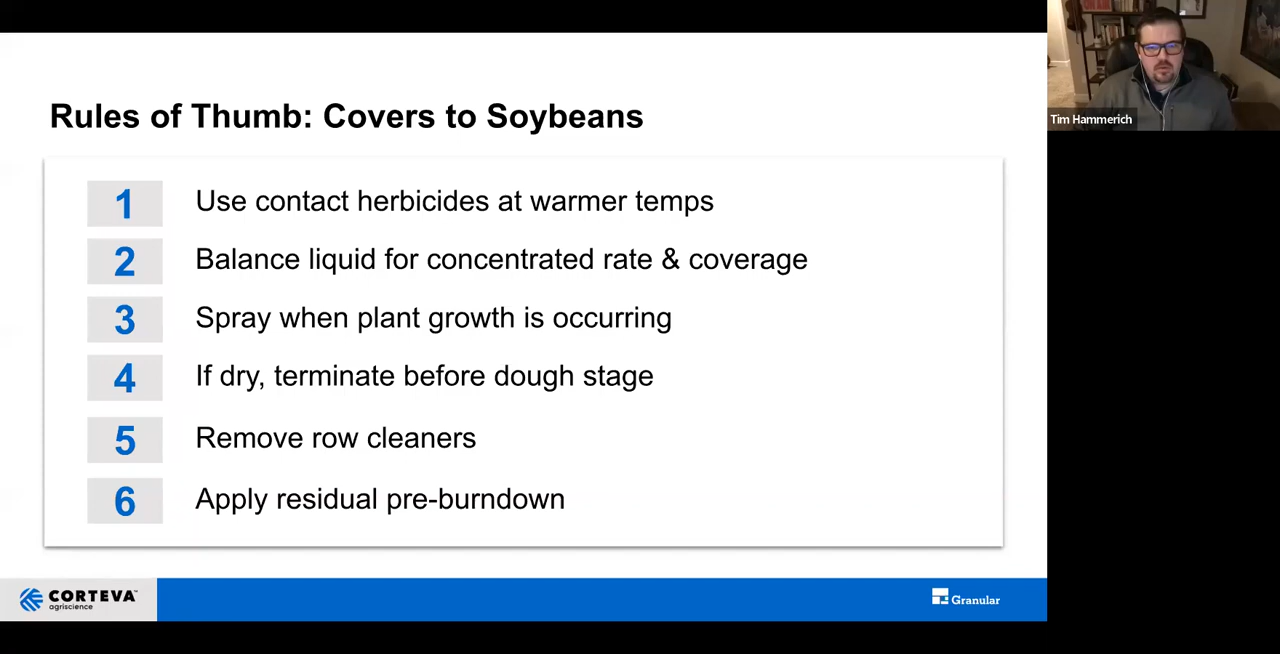 Rules of Thumb: Covers to Soybeans
1 Use contact herbicides at warmer temps
2 Balance liquid for concentrated rate & coverage
3 Spray when plant growth is occurring
4 If dry, terminate before dough stage
5 Remove row cleaners
6 Apply residual pre-burndown
CORTEVA™
agriscience
Granular
Tim Hammerich